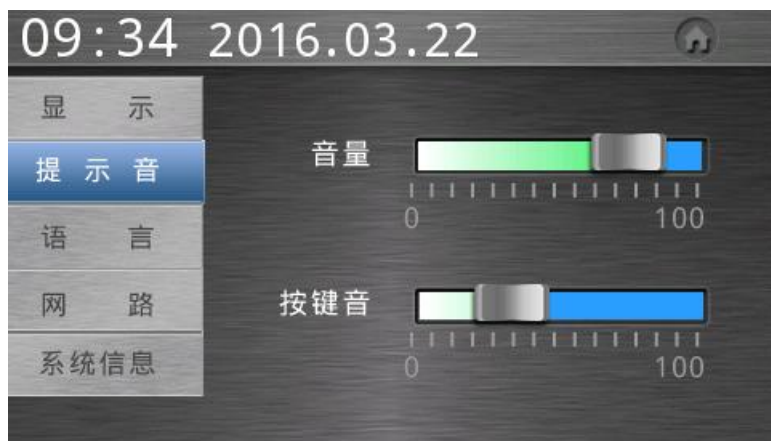 09:34 2016.03.22
显 示
提 示 音
语 言
网 路
系统信息
音量
0 100
按键音
0 100